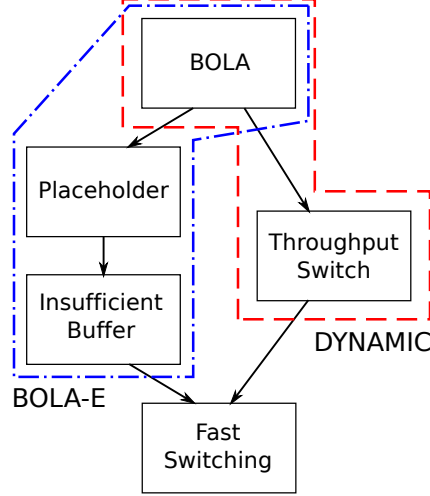 BOLA
Placeholder
Throughput
Switch
Insufficient
Buffer
DYNAMIC
BOLA-E
Fast
Switching